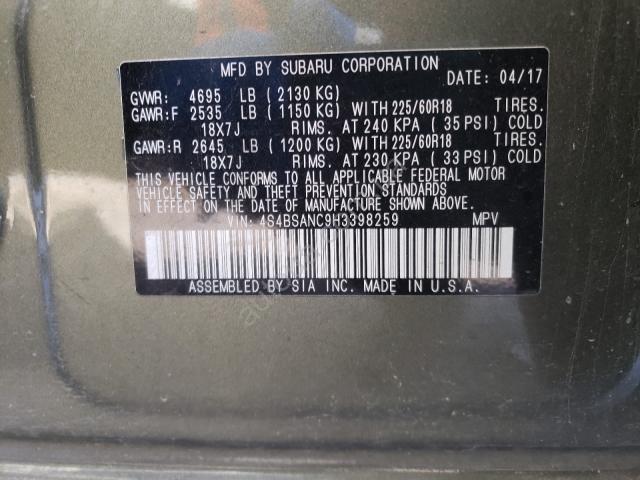 MFD BY SUBARU CORPORATION
DATE: 04/17
GVWR: 4695 LB ( 2130 KG)
GAWR:F 2535 LB ( 1150 KG) WITH 225/60R18 TIRES.
18X7J RIMS. AT 240 KPA ( 35 PSI) COLD
GAWR:R 2645 LB ( 1200 KG) WITH 225/60R18 TIRES.
18X7J RIMS. AT 230 KPA ( 33 PSI) COLD
THIS VEHICLE CONFORMS TO ALL APPLICABLE FEDERAL MOTOR
VEHICLE SAFETY AND THEFT PREVENTION STANDARDS
IN EFFECT ON THE DATE OF MANUFACTURE SHOWN ABOVE.
VIN: 4S4BSANC9H3398259 MPV
ASSEMBLED BY SIA INC. MADE IN U.S.A.